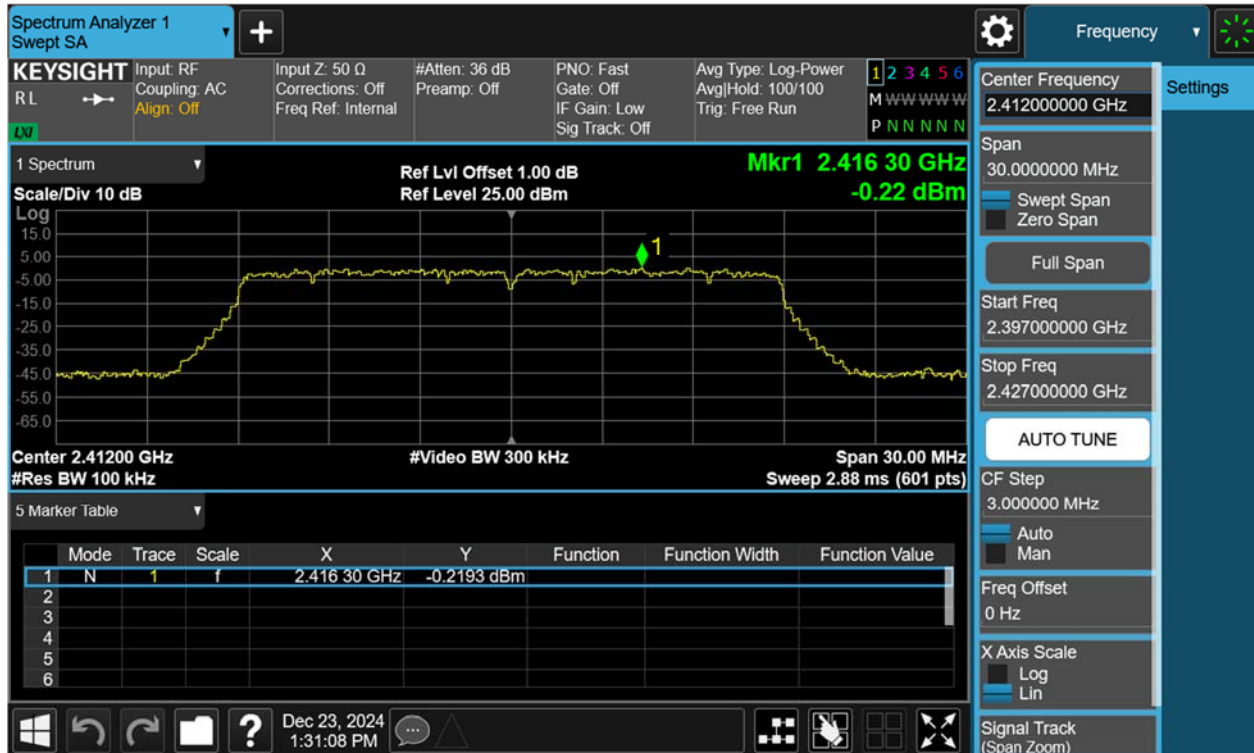 Spectrum Analyzer 1
Swept SA
Frequency
KEYSIGHT
RL
LXI
Input: RF
Coupling: AC
Align: Off
Input Z: 50 Ω
Corrections: Off
Freq Ref: Internal
#Atten: 36 dB
Preamp: Off
PNO: Fast
Gate: Off
IF Gain: Low
Sig Track: Off
Avg Type: Log-Power
Avg|Hold: 100/100
Trig: Free Run
1 2 3 4 5 6
M W W W W W
P N N N N N
1 Spectrum
Scale/Div 10 dB
Ref Lvl Offset 1.00 dB
Ref Level 25.00 dBm
Mkr1 2.416 30 GHz
-0.22 dBm
Log
15.0
5.00
-5.00
-15.0
-25.0
-35.0
-45.0
-55.0
-65.0
1
Center 2.41200 GHz
#Video BW 300 kHz
Span 30.00 MHz
#Res BW 100 kHz
Sweep 2.88 ms (601 pts)
5 Marker Table
Mode Trace Scale X Y Function Function Width Function Value
1 N 1 f 2.416 30 GHz -0.2193 dBm
2
3
4
5
6
Dec 23, 2024
1:31:08 PM
Center Frequency
2.412000000 GHz
Span
30.0000000 MHz
Swept Span
Zero Span
Full Span
Start Freq
2.397000000 GHz
Stop Freq
2.427000000 GHz
AUTO TUNE
CF Step
3.000000 MHz
Auto
Man
Freq Offset
0 Hz
X Axis Scale
Log
Lin
Signal Track
(Span Zoom)
Settings